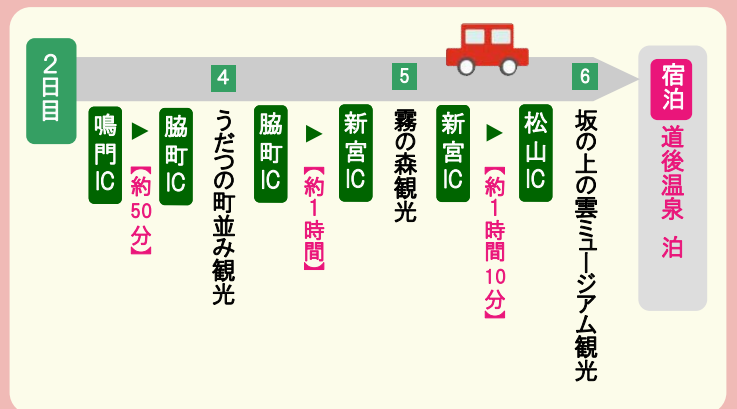 2日目
鳴門IC
▶
【約50分】
脇町IC
4
うだつの町並み観光
脇町IC
▶
【約1時間】
新宮IC
5
霧の森観光
新宮IC
▶
【約1時間10分】
松山IC
6
坂の上の雲ミュージアム観光
宿泊
道後温泉 泊